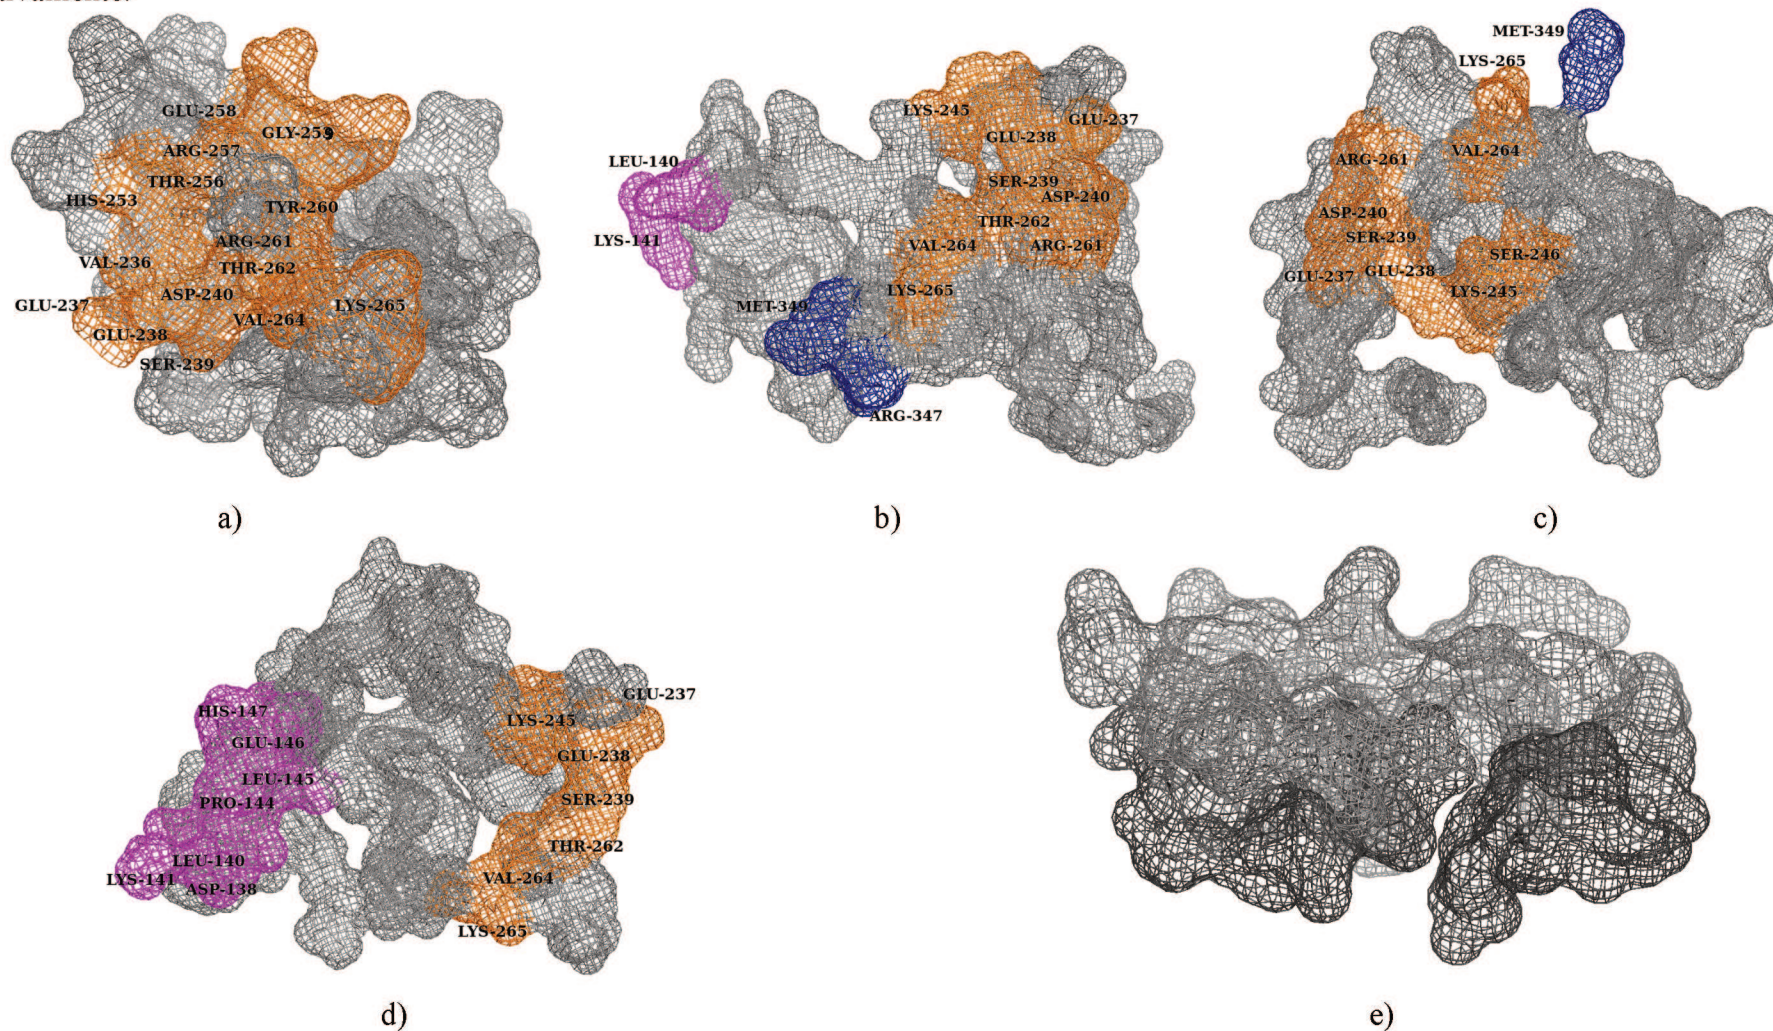 GLU-258
GLY-259
ARG-257
THR-256
HIS-253
TYR-260
ARG-261
VAL-236
THR-262
ASP-240
GLU-237
LYS-265
VAL-264
GLU-238
SER-239
a)
LYS-245
GLU-237
GLU-238
LEU-140
SER-239
ASP-240
THR-262
LYS-141
VAL-264
ARG-261
LYS-265
MET-349
ARG-347
b)
MET-349
LYS-265
ARG-261
VAL-264
ASP-240
SER-239
SER-246
GLU-237
GLU-238
LYS-245
c)
GLU-237
HIS-147
LYS-245
GLU-146
GLU-238
LEU-145
PRO-144
SER-239
THR-262
LEU-140
LYS-141
ASP-138
VAL-264
LYS-265
d)
e)